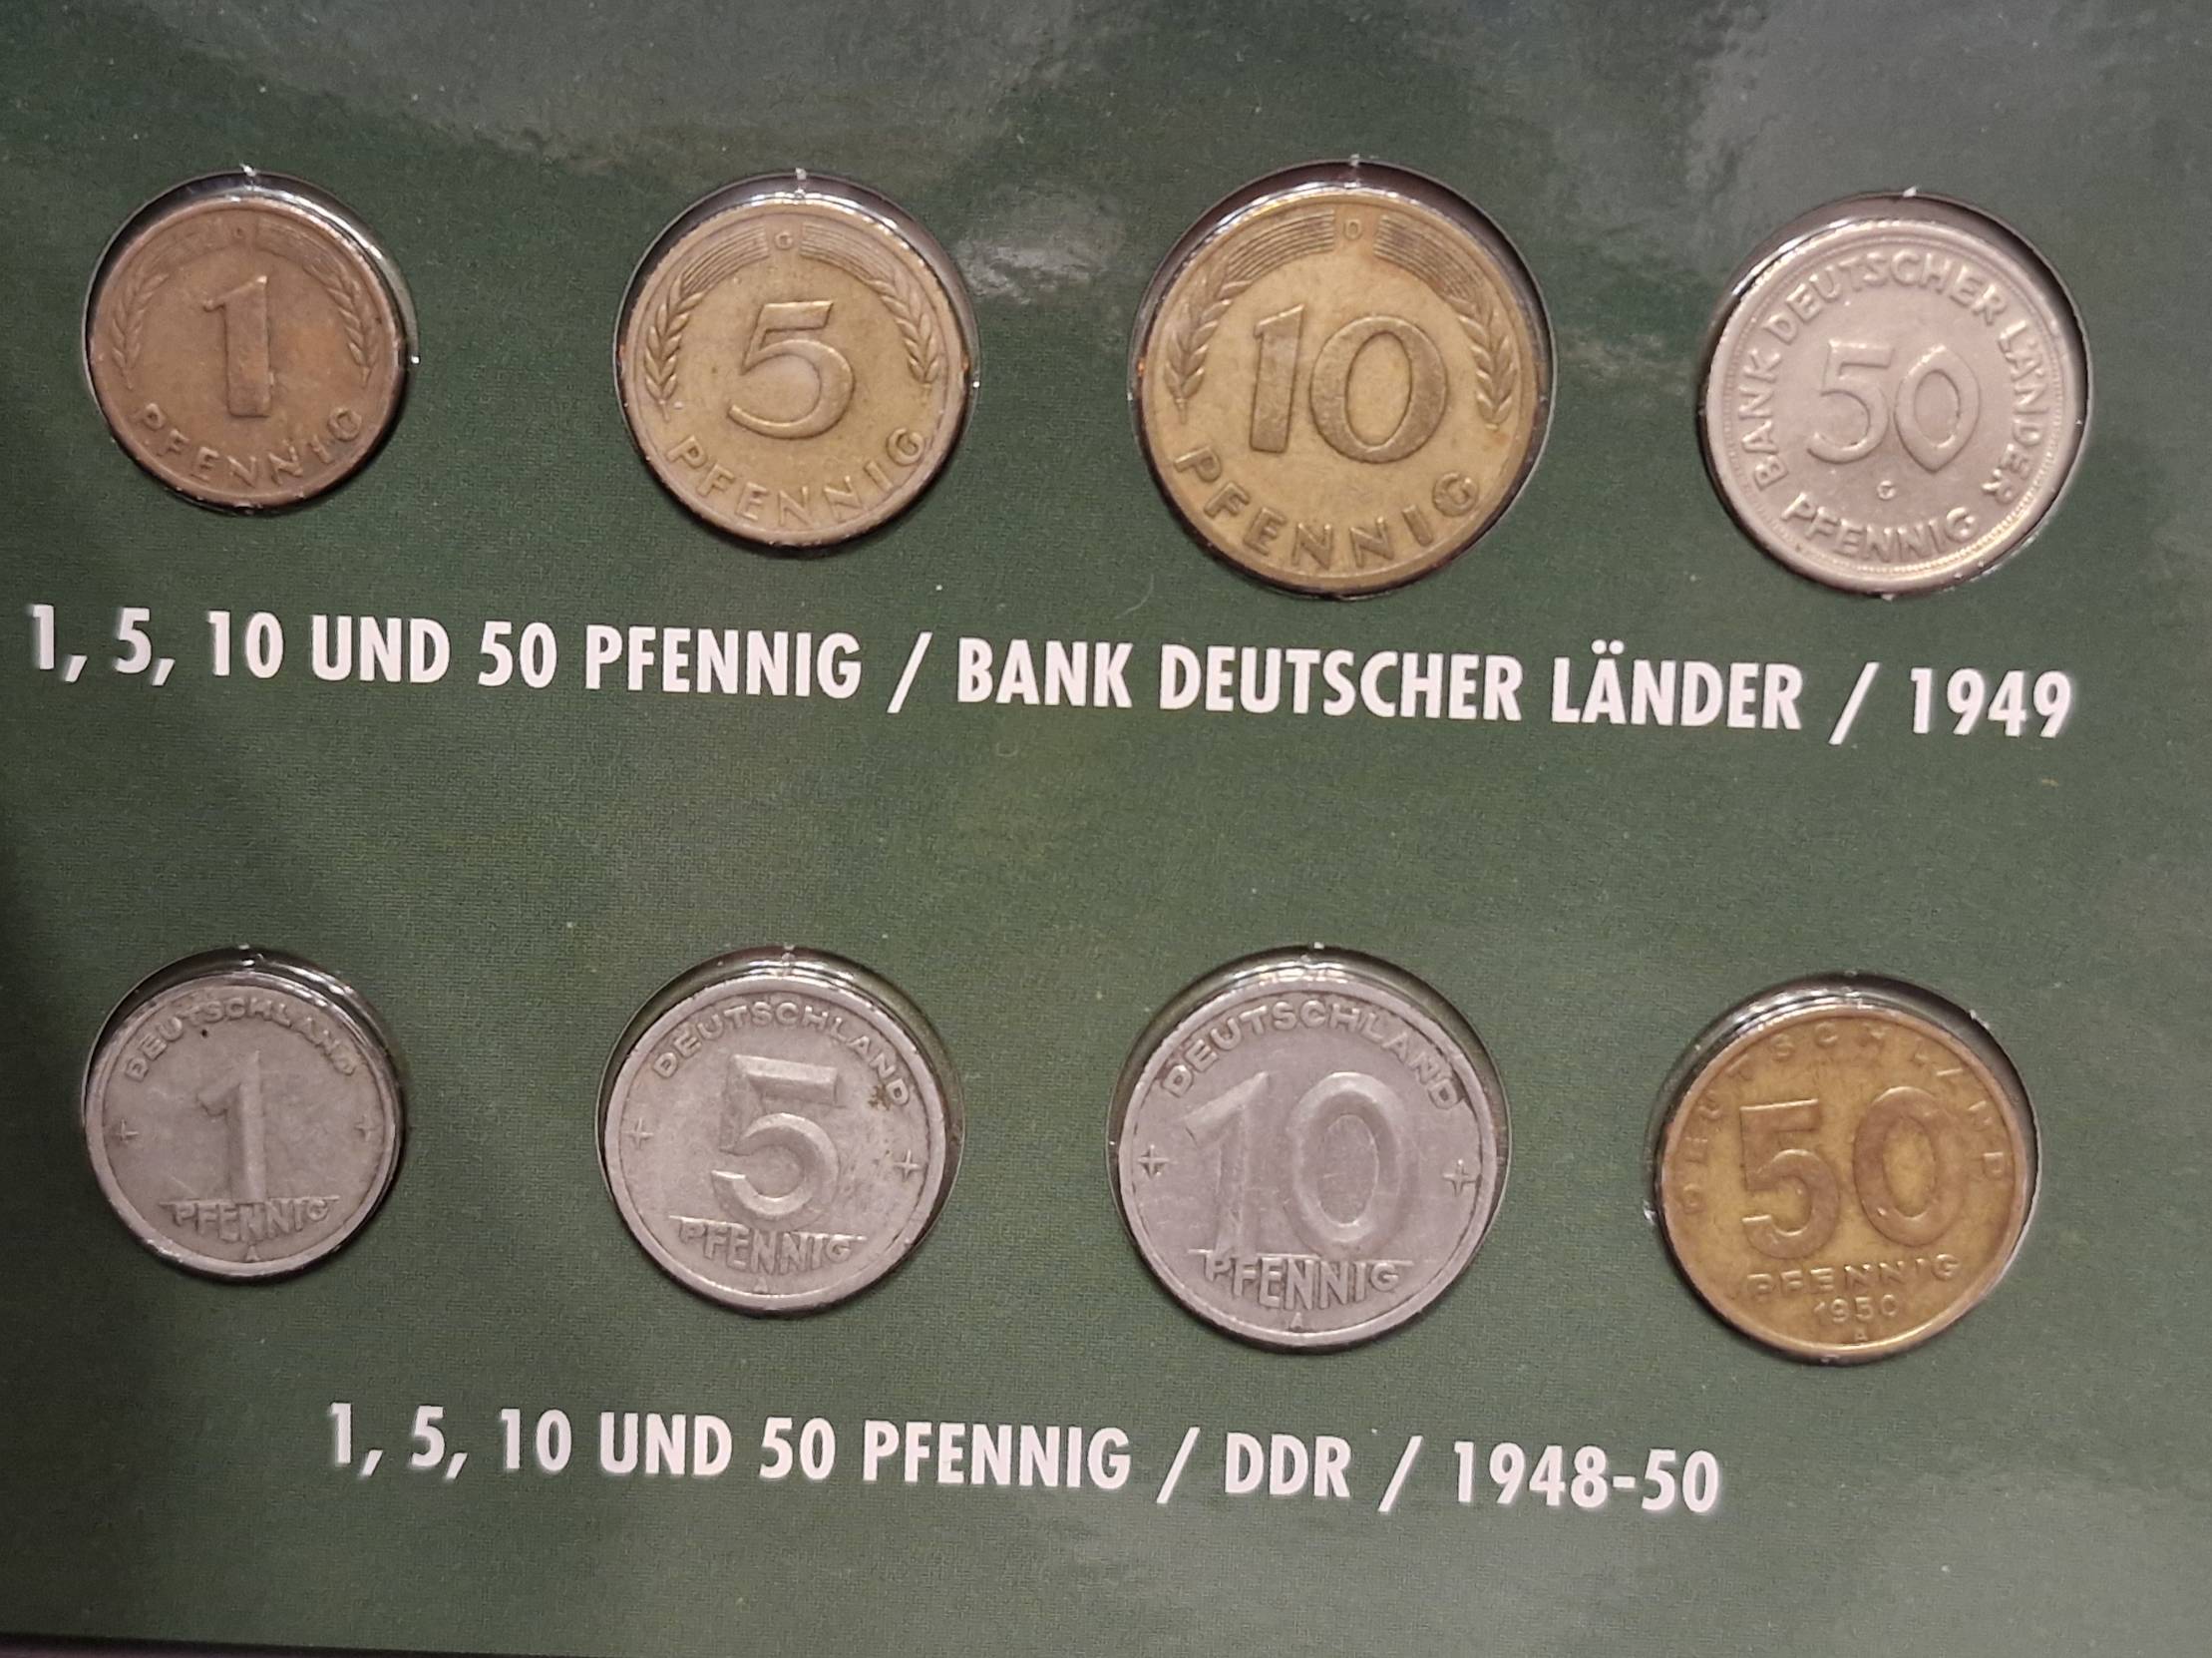 1
PFENNIG
G
5
PFENNIG
D
10
PFENNIG
BANK DEUTSCHER LÄNDER
50
G
PFENNIG
1, 5, 10 UND 50 PFENNIG / BANK DEUTSCHER LÄNDER / 1949
DEUTSCHLAND
1
PFENNIG
A
DEUTSCHLAND
5
PFENNIG
A
DEUTSCHLAND
10
PFENNIG
A
DEUTSCHLAND
50
PFENNIG
1950
A
1, 5, 10 UND 50 PFENNIG / DDR / 1948-50